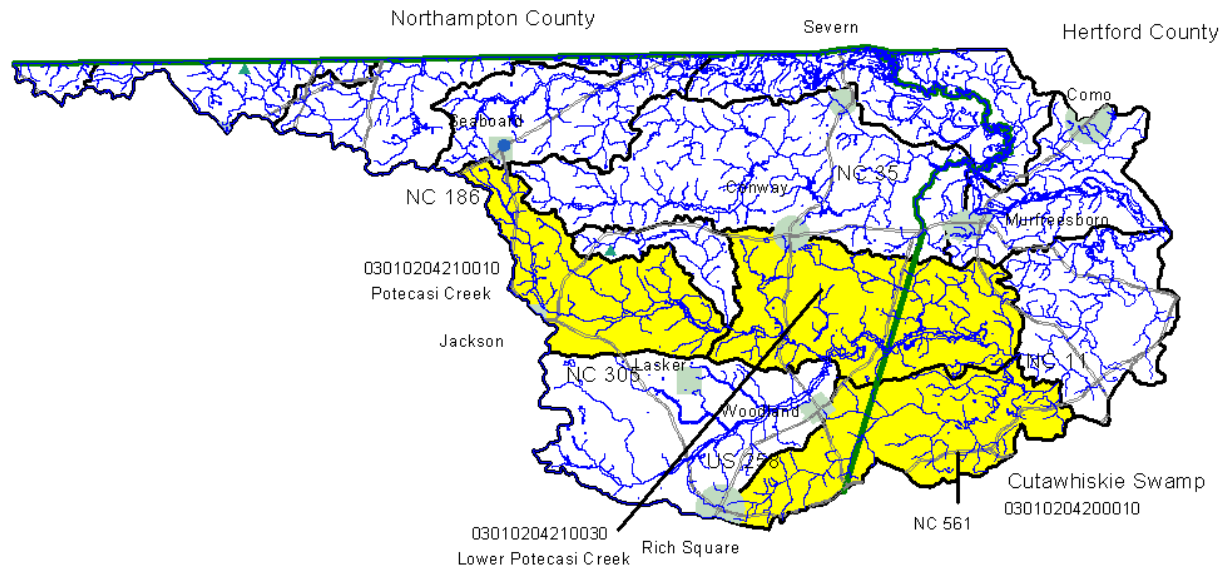 Northampton County
Severn
Hertford County
Como
Seaboard
NC 186
Conway
NC 35
Murfreesboro
03010204210010
Potecasi Creek
Jackson
NC 305
Lasker
NC 11
Woodland
US 258
Cutawhiskie Swamp
03010204200010
NC 561
03010204210030
Lower Potecasi Creek
Rich Square